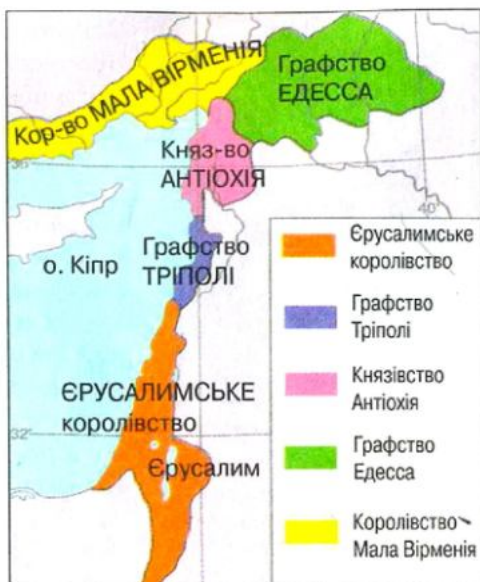 Кор-во МАЛА ВІРМЕНІЯ
Графство
ЕДЕССА
36°
Княз-во
АНТІОХІЯ
40°
о. Кіпр
Графство
ТРІПОЛІ
ЄРУСАЛИМСЬКЕ
королівство
32°
Єрусалим
Єрусалимське
королівство
Графство
Тріполі
Князівство
Антіохія
Графство
Едесса
Королівство
Мала Вірменія